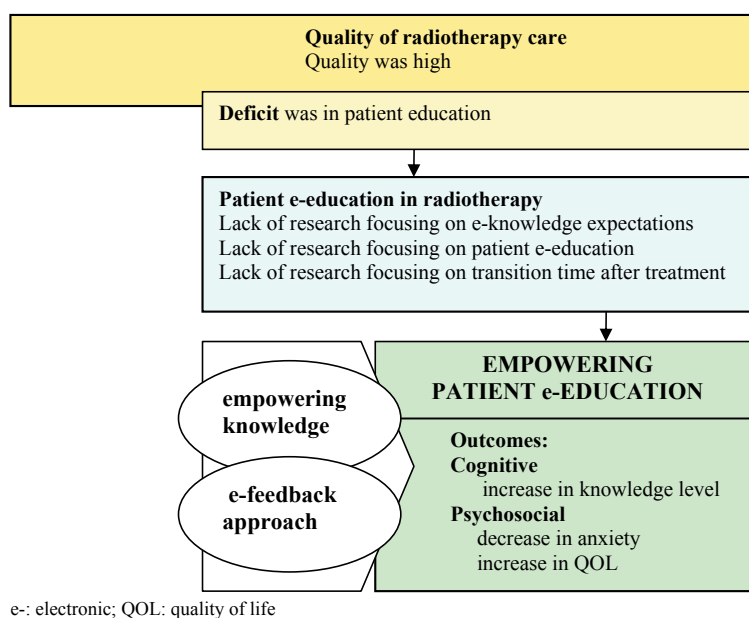 Quality of radiotherapy care
Quality was high
Deficit was in patient education
Patient e-education in radiotherapy
Lack of research focusing on e-knowledge expectations
Lack of research focusing on patient e-education
Lack of research focusing on transition time after treatment
empowering
knowledge
e-feedback
approach
EMPOWERING
PATIENT e-EDUCATION
Outcomes:
Cognitive
increase in knowledge level
Psychosocial
decrease in anxiety
increase in QOL
e-: electronic; QOL: quality of life